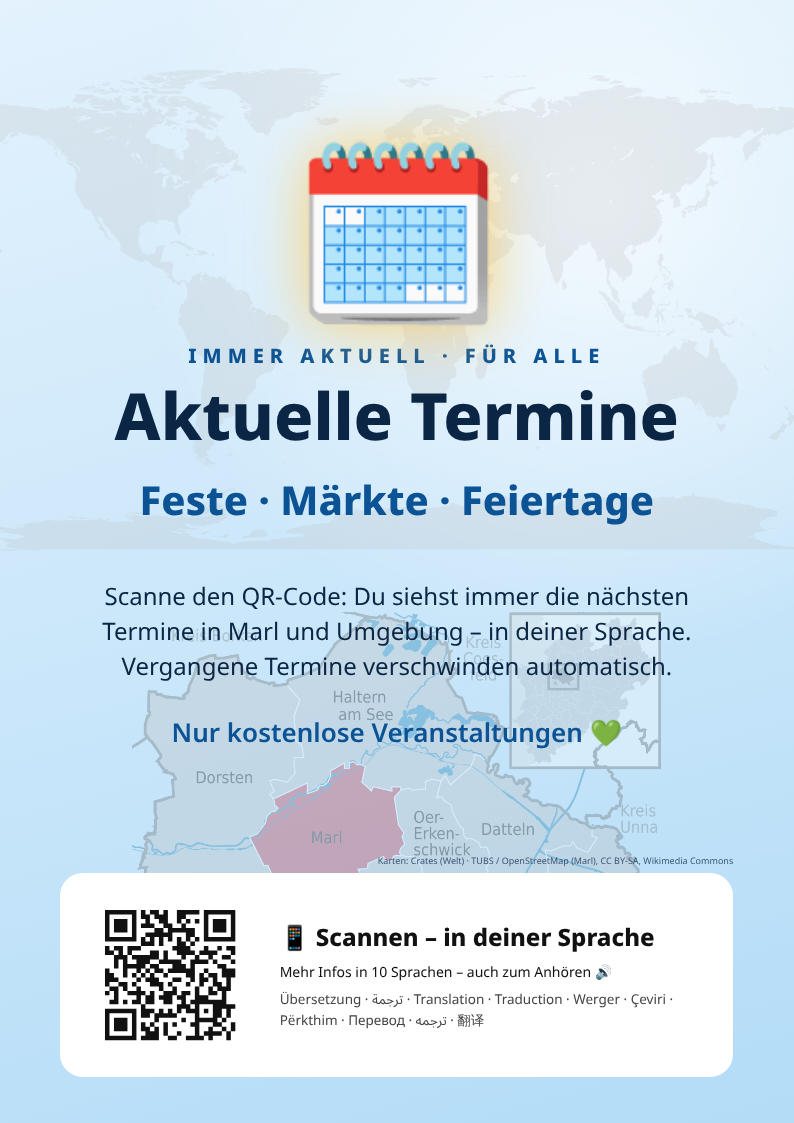 IMMER AKTUELL · FÜR ALLE
Aktuelle Termine
Feste · Märkte · Feiertage
Scanne den QR-Code: Du siehst immer die nächsten
Termine in Marl und Umgebung – in deiner Sprache.
Vergangene Termine verschwinden automatisch.
Kreis
Coes-
feld
Haltern
am See
Nur kostenlose Veranstaltungen 💚
Dorsten
Marl
Oer-
Erken-
schwick
Datteln
Kreis
Unna
Karten: Crates (Welt) · TUBS / OpenStreetMap (Marl), CC BY-SA, Wikimedia Commons
📱 Scannen – in deiner Sprache
Mehr Infos in 10 Sprachen – auch zum Anhören 🔊
Übersetzung · ترجمة · Translation · Traduction · Werger · Çeviri ·
Përkthim · Перевод · ترجمه · 翻译